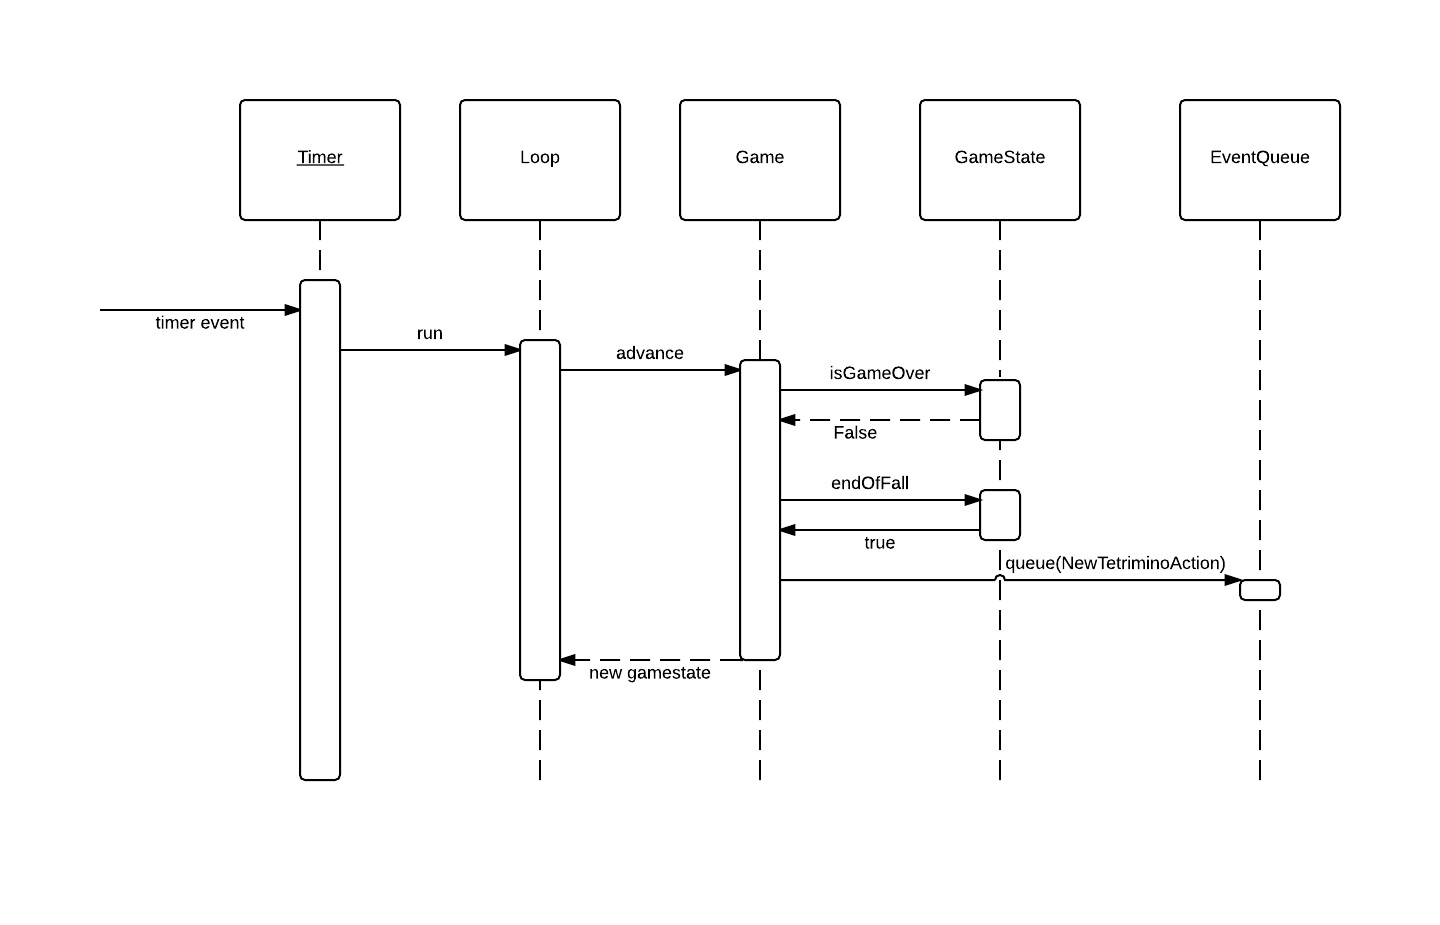 Timer
Loop
Game
GameState
EventQueue
timer event
run
advance
isGameOver
False
endOfFall
true
queue(NewTetriminoAction)
new gamestate